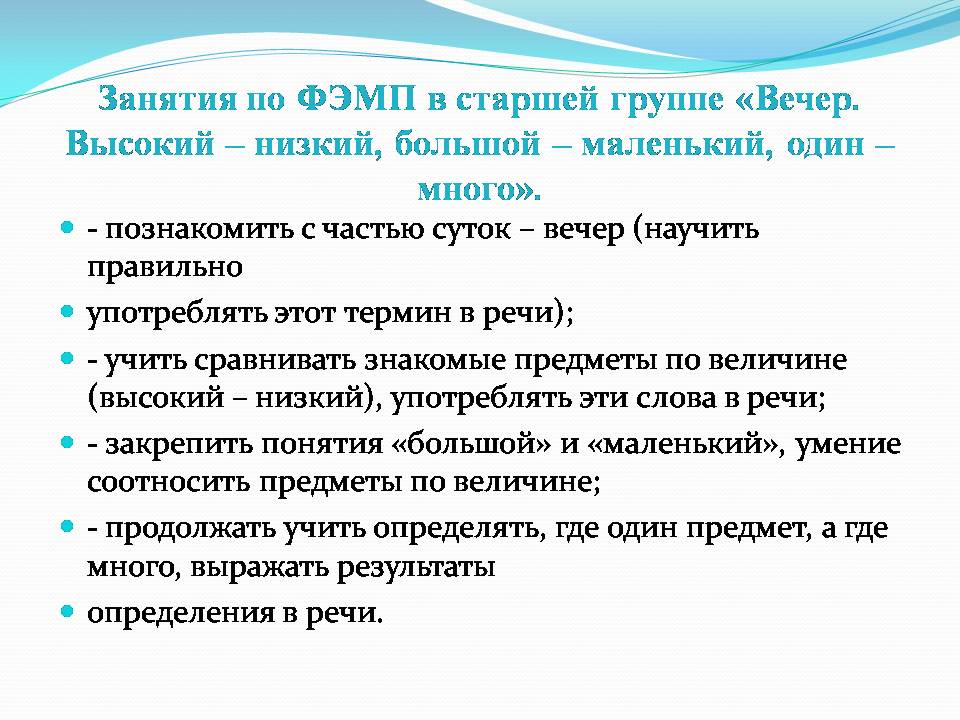 Занятия по ФЭМП в старшей группе «Вечер.
Высокий – низкий, большой – маленький, один –
много».
- познакомить с частью суток – вечер (научить
правильно
употреблять этот термин в речи);
- учить сравнивать знакомые предметы по величине
(высокий – низкий), употреблять эти слова в речи;
- закрепить понятия «большой» и «маленький», умение
соотносить предметы по величине;
- продолжать учить определять, где один предмет, а где
много, выражать результаты
определения в речи.